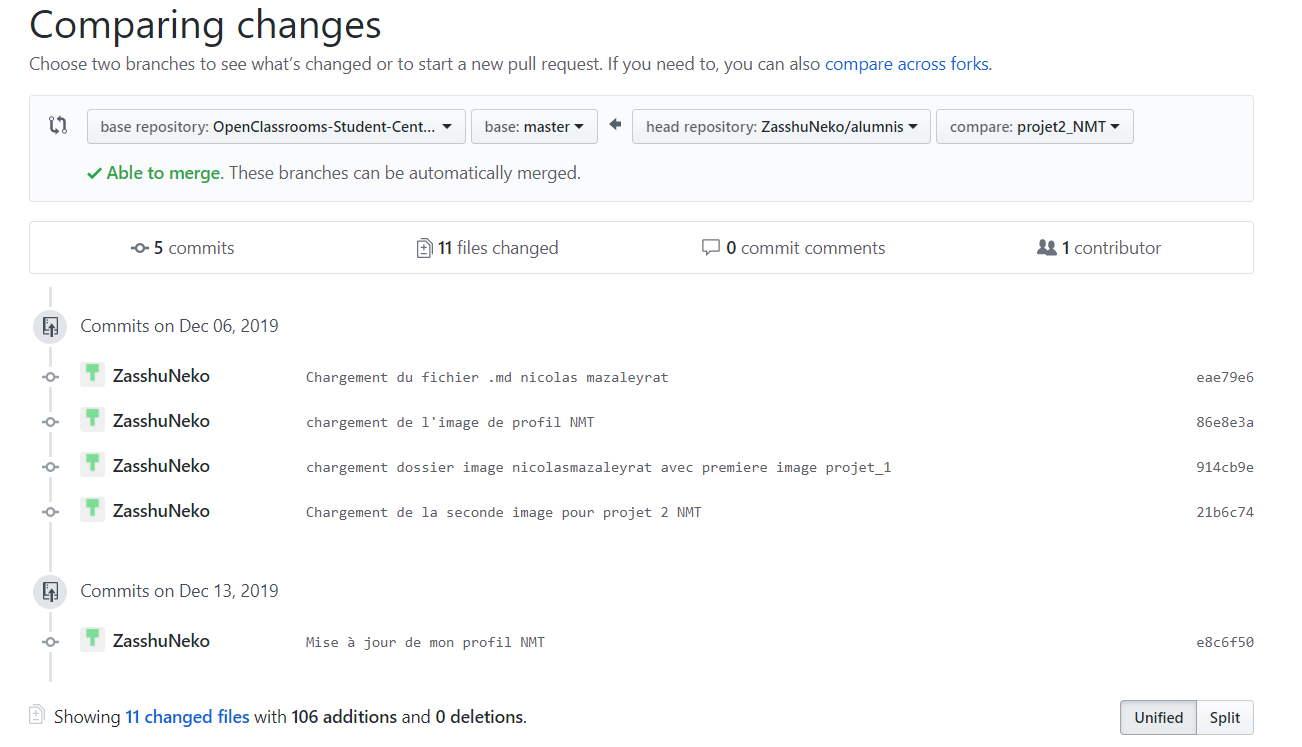 Comparing changes
Choose two branches to see what's changed or to start a new pull request. If you need to, you can also compare across forks.
base repository: OpenClassrooms-Student-Cent... base: master head repository: ZasshuNeko/alumnis compare: projet2_NMT
Able to merge. These branches can be automatically merged.
5 commits 11 files changed 0 commit comments 1 contributor
Commits on Dec 06, 2019
ZasshuNeko Chargement du fichier .md nicolas mazaleyrat eae79e6
ZasshuNeko chargement de l'image de profil NMT 86e8e3a
ZasshuNeko chargement dossier image nicolasmazaleyrat avec premiere image projet_1 914cb9e
ZasshuNeko Chargement de la seconde image pour projet 2 NMT 21b6c74
Commits on Dec 13, 2019
ZasshuNeko Mise à jour de mon profil NMT e8c6f50
Showing 11 changed files with 106 additions and 0 deletions. Unified Split